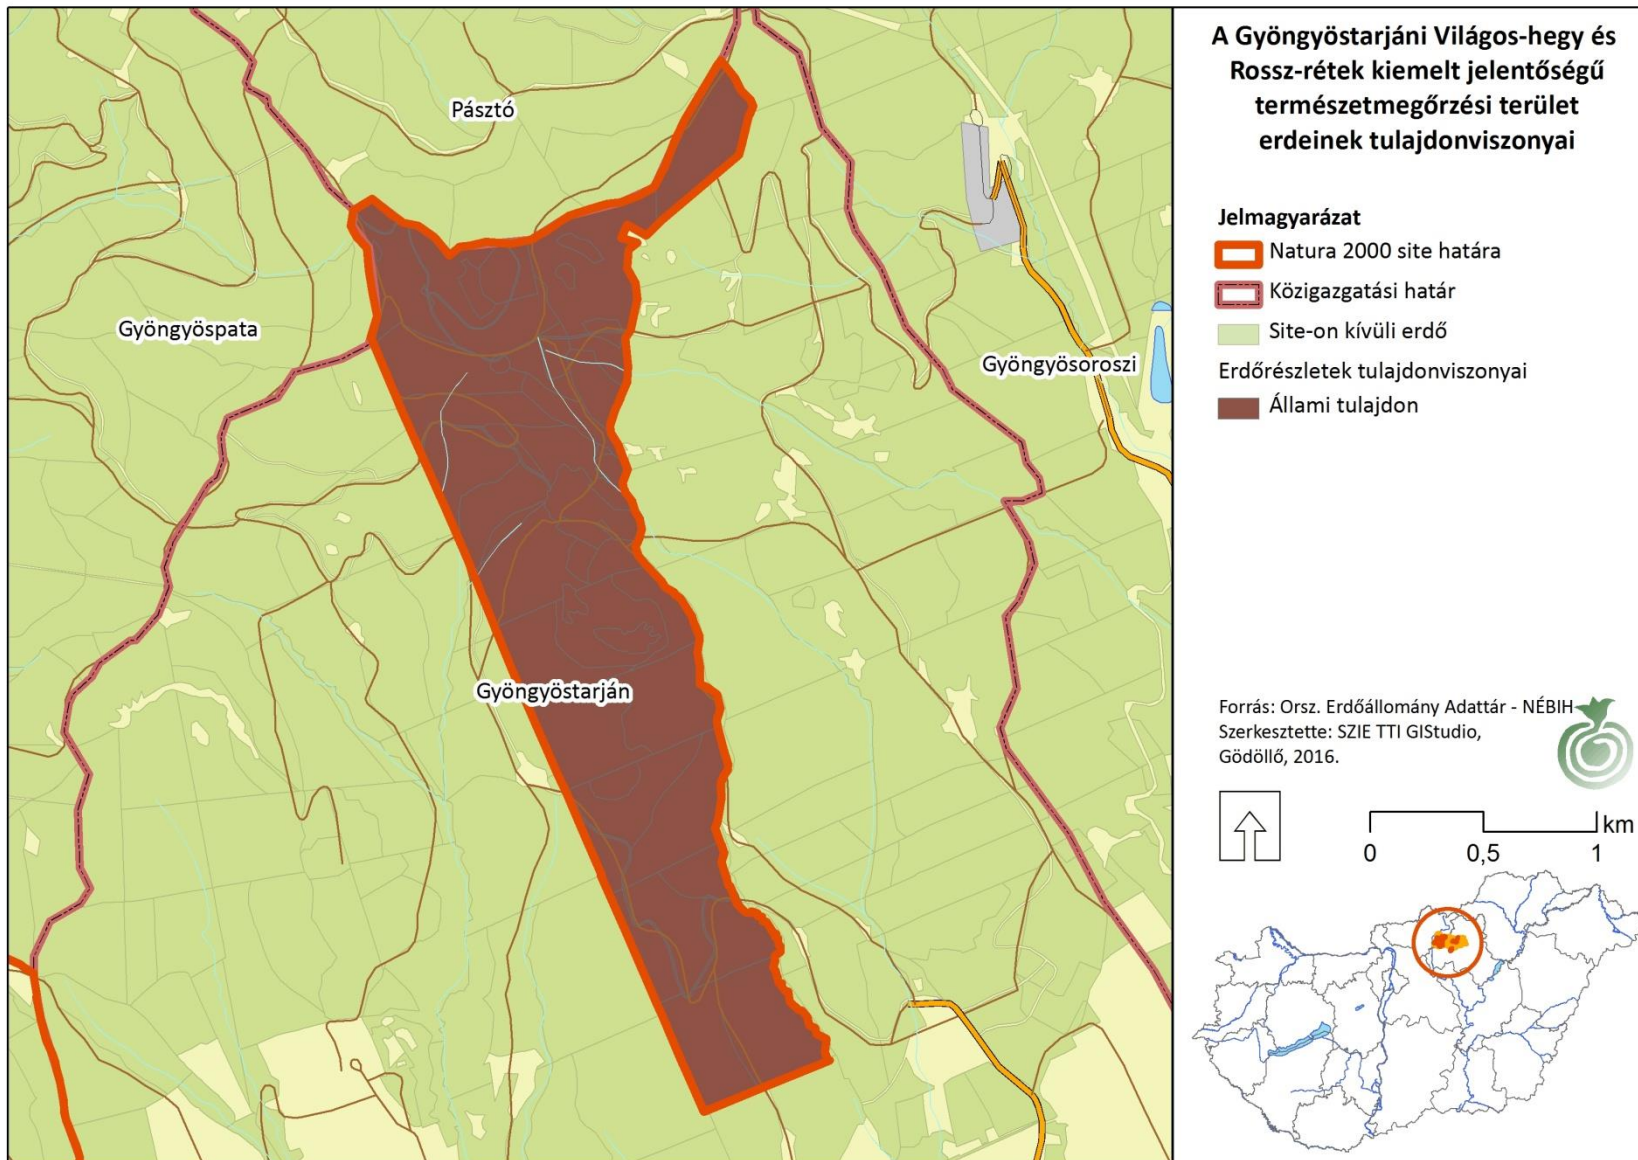 A Gyöngyöstarjáni Világos-hegy és
Rossz-rétek kiemelt jelentőségű
természetmegőrzési terület
erdeinek tulajdonviszonyai
Jelmagyarázat
Natura 2000 site határa
Közigazgatási határ
Site-on kívüli erdő
Erdőrészletek tulajdonviszonyai
Állami tulajdon
Pásztó
Gyöngyöspata
Gyöngyösoroszi
Gyöngyöstarján
Forrás: Orsz. Erdőállomány Adattár - NÉBIH
Szerkesztette: SZIE TTI GIStudio,
Gödöllő, 2016.
km
0 0,5 1